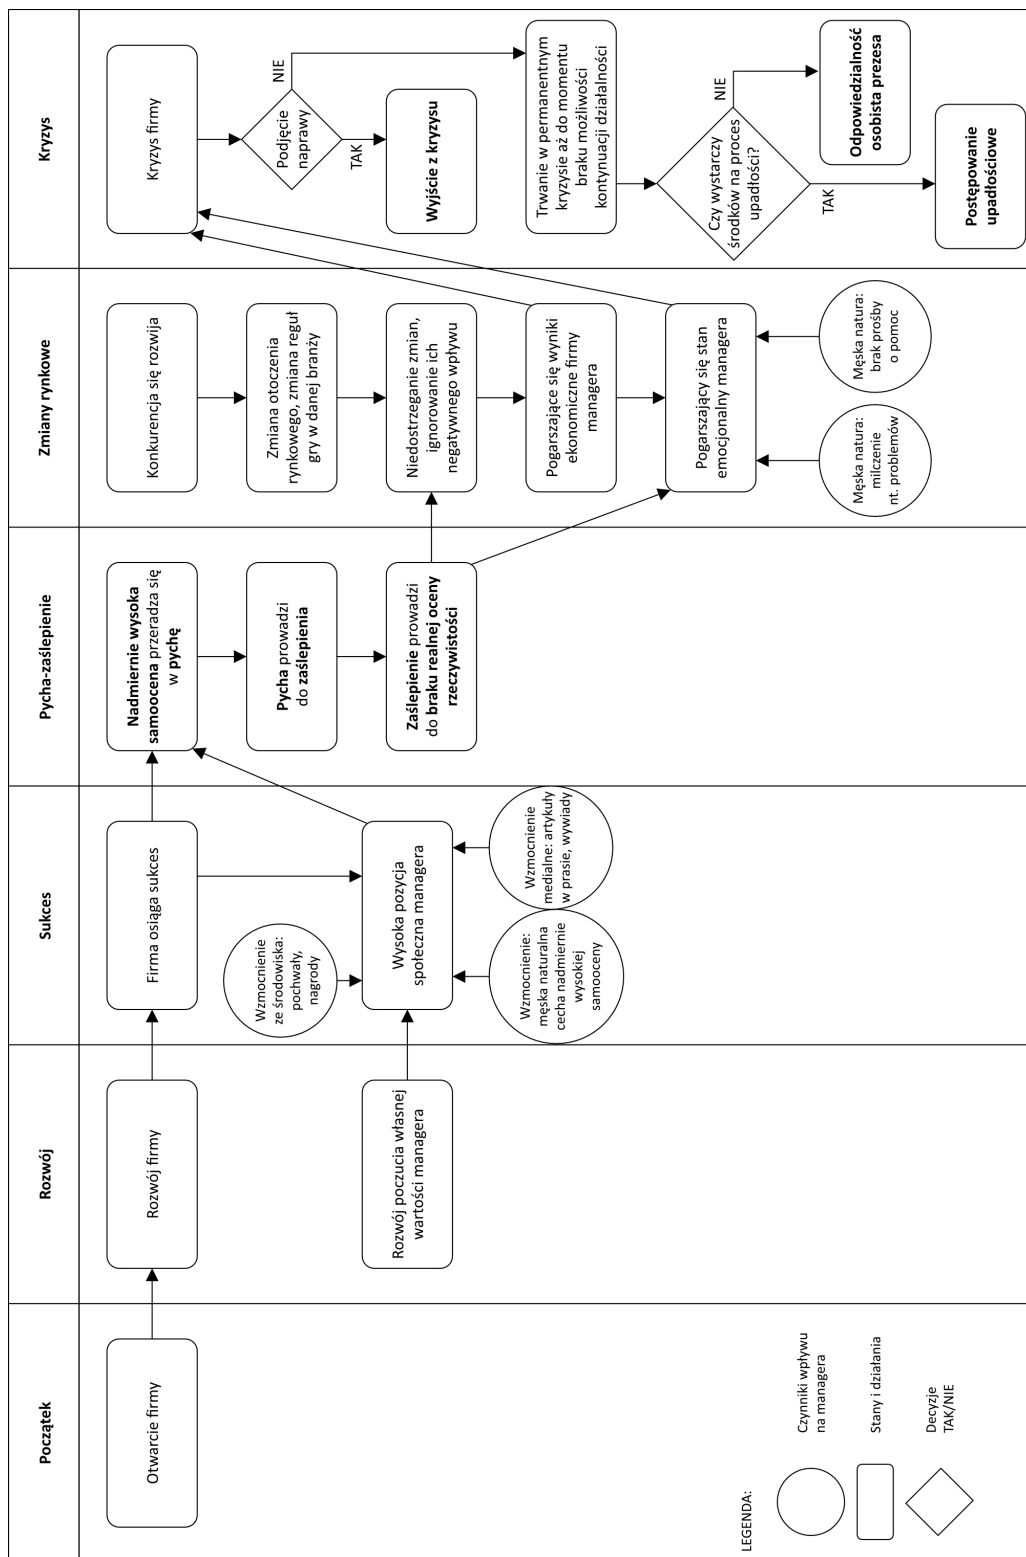 Początek
Otwarcie firmy
LEGENDA:
Czynniki wpływu
na managera
Stany i działania
Decyzje
TAK/NIE
Rozwój
Rozwój firmy
Rozwój poczucia własnej
wartości managera
Sukces
Firma osiąga sukces
Wzmocnienie
ze środowiska:
pochwały,
nagrody
Wysoka pozycja
społeczna managera
Wzmocnienie:
męska naturalna
cecha nadmiernie
wysokiej
samooceny
Wzmocnienie
medialne: artykuły
w prasie, wywiady
Pycha-zaślepienie
Nadmiernie wysoka
samoocena przeradza się
w pychę
Pycha prowadzi
do zaślepienia
Zaślepienie prowadzi
do braku realnej oceny
rzeczywistości
Zmiany rynkowe
Konkurencja się rozwija
Zmiana otoczenia
rynkowego, zmiana reguł
gry w danej branży
Niedostrzeganie zmian,
ignorowanie ich
negatywnego wpływu
Pogarszające się wyniki
ekonomiczne firmy
managera
Pogarszający się stan
emocjonalny managera
Męska natura:
milczenie
nt. problemów
Męska natura:
brak prośby
o pomoc
Kryzys
Kryzys firmy
Podjęcie
naprawy
NIE
TAK
Wyjście z kryzysu
Trwanie w permanentnym
kryzysie aż do momentu
braku możliwości
kontynuacji działalności
Czy wystarczy
środków na proces
upadłości?
NIE
TAK
Odpowiedzialność
osobista prezesa
Postępowanie
upadłościowe